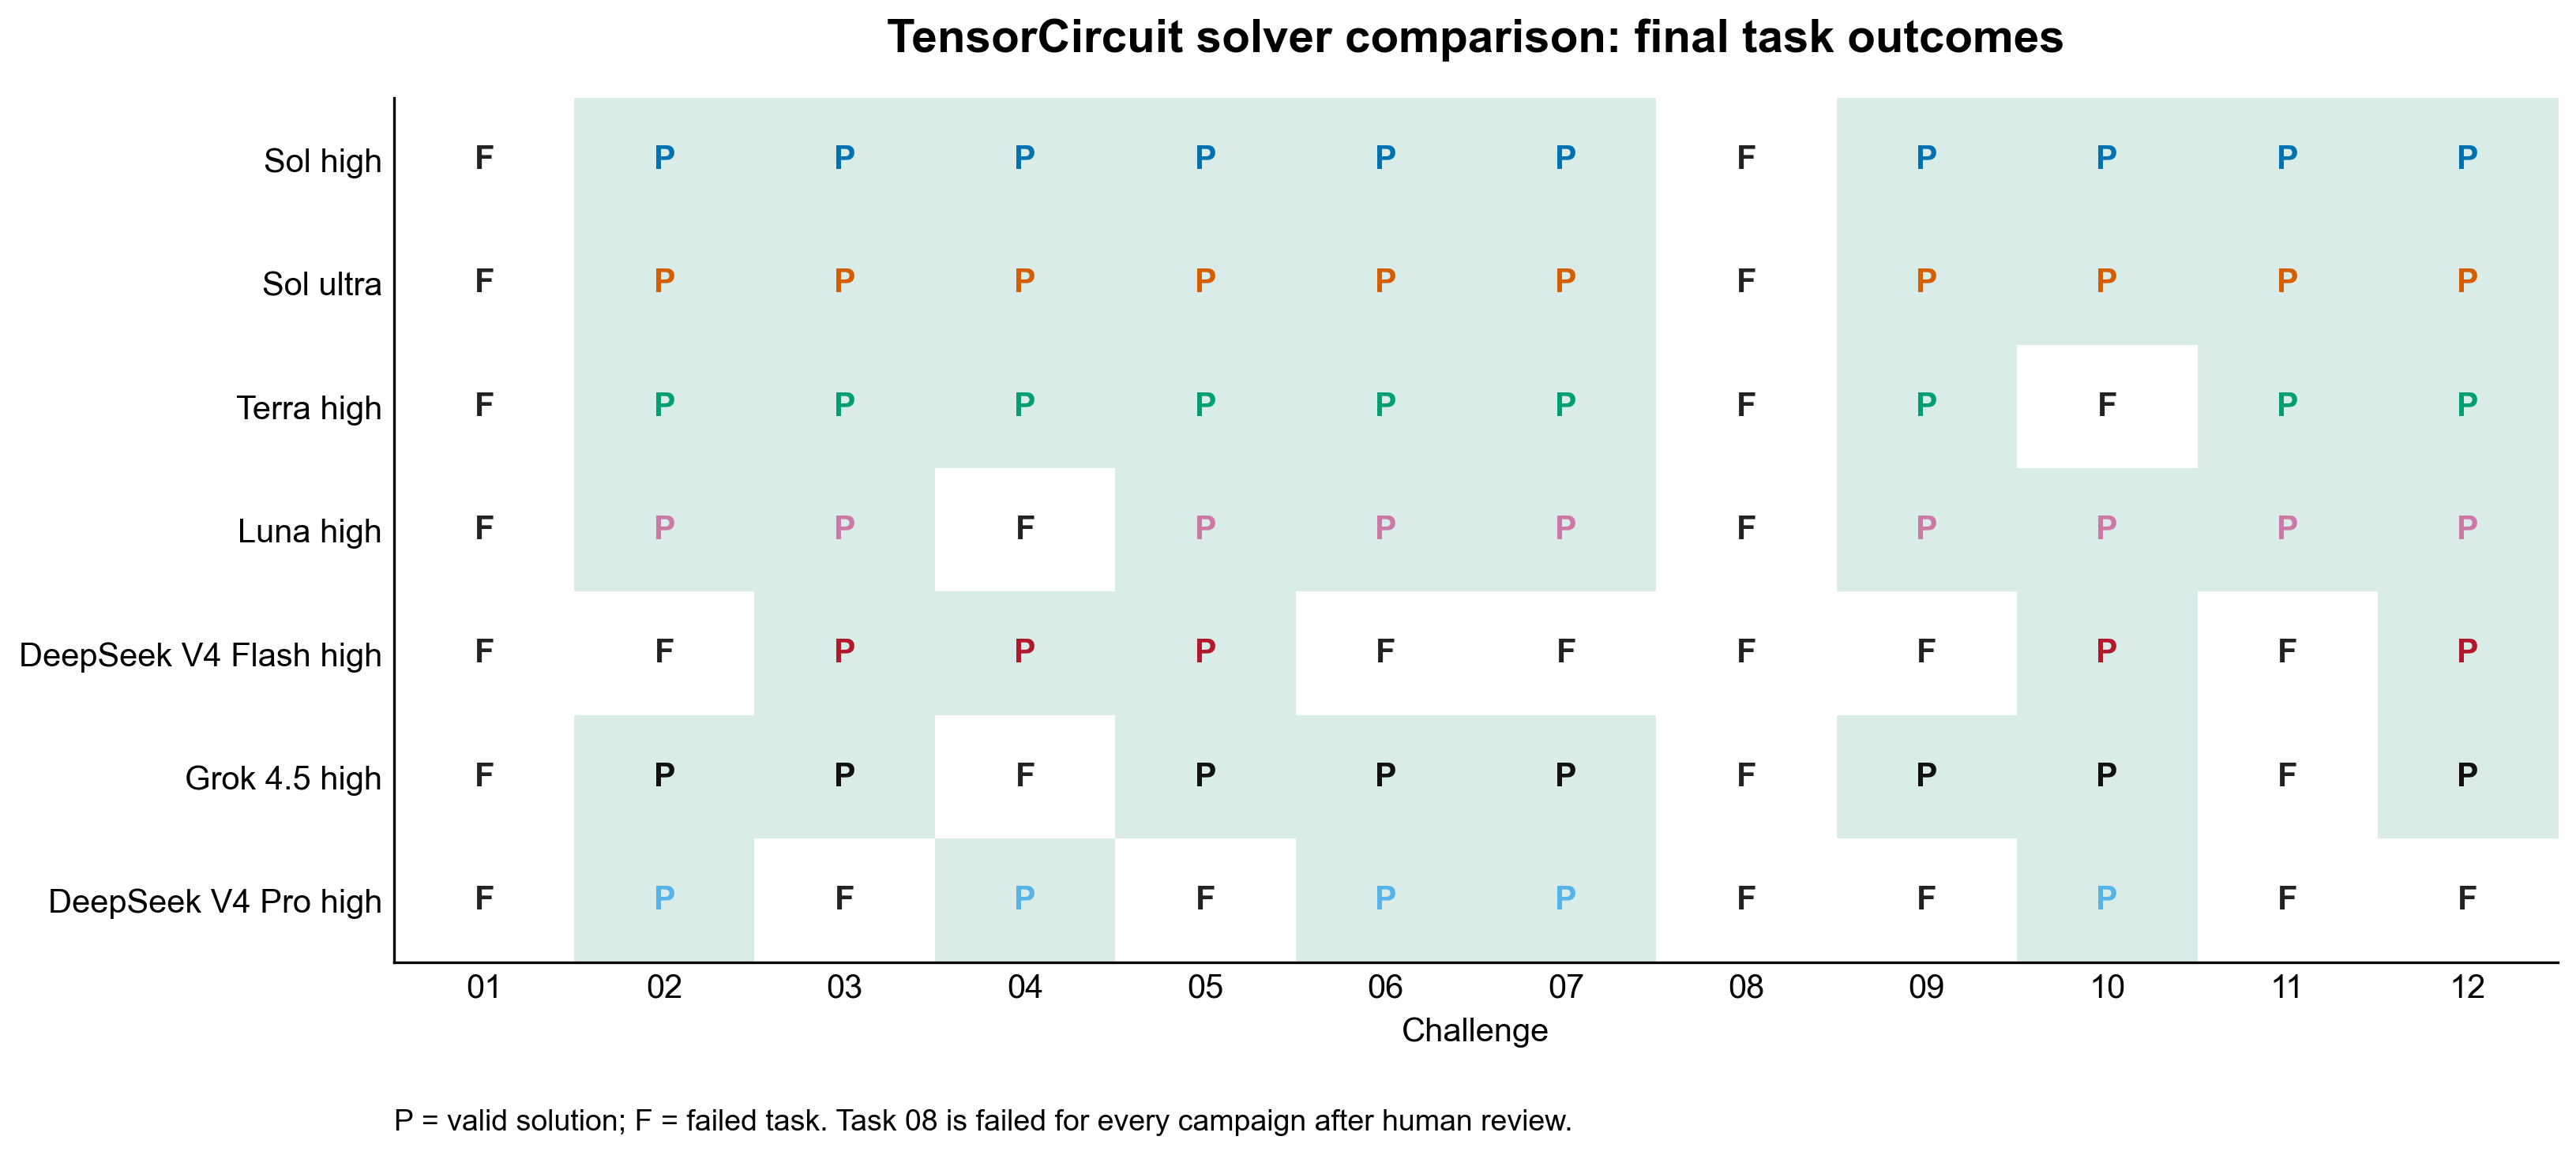 TensorCircuit solver comparison: final task outcomes
Sol high F P P P P P P F P P P P
Sol ultra F P P P P P P F P P P P
Terra high F P P P P P P F P F P P
Luna high F P P F P P P F P P P P
DeepSeek V4 Flash high F F P P P F F F F P F P
Grok 4.5 high F P P F P P P F P P F P
DeepSeek V4 Pro high F P F P F P P F F P F F
01 02 03 04 05 06 07 08 09 10 11 12
Challenge
P = valid solution; F = failed task. Task 08 is failed for every campaign after human review.